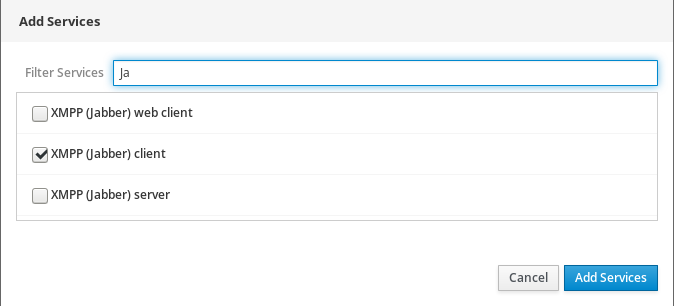 Add Services
Filter Services Ja
XMPP (Jabber) web client
XMPP (Jabber) client
XMPP (Jabber) server
Cancel Add Services